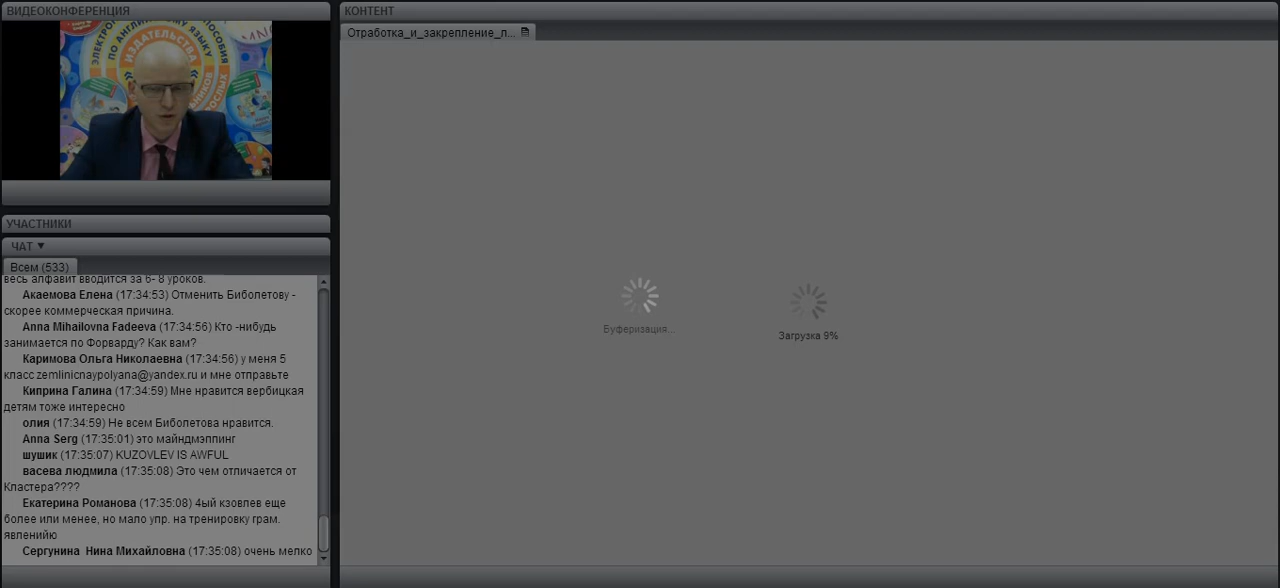 ВИДЕОКОНФЕРЕНЦИЯ
ИЗДАТЕЛЬСТВА
УЧАСТНИКИ
ЧАТ
Всем (533)
весь алфавит вводится за 6- 8 уроков.
Акаемова Елена (17:34:53) Отменить Биболетову -
скорее коммерческая причина.
Anna Mihailovna Fadeeva (17:34:56) Кто -нибудь
занимается по Форварду? Как вам?
Каримова Ольга Николаевна (17:34:56) у меня 5
класс zemlinicnaypolyana@yandex.ru и мне отправьте
Киприна Галина (17:34:59) Мне нравится вербицкая
детям тоже интересно
олия (17:34:59) Не всем Биболетова нравится.
Anna Serg (17:35:01) это майндмэппинг
шушик (17:35:07) KUZOVLEV IS AWFUL
васева людмила (17:35:08) Это чем отличается от
Кластера????
Екатерина Романова (17:35:08) 4ый кзовлев еще
более или менее, но мало упр. на тренировку грам.
явленийю
Сергунина Нина Михайловна (17:35:08) очень мелко
КОНТЕНТ
Отработка_и_закрепление_л...
Буферизация...
Загрузка 9%